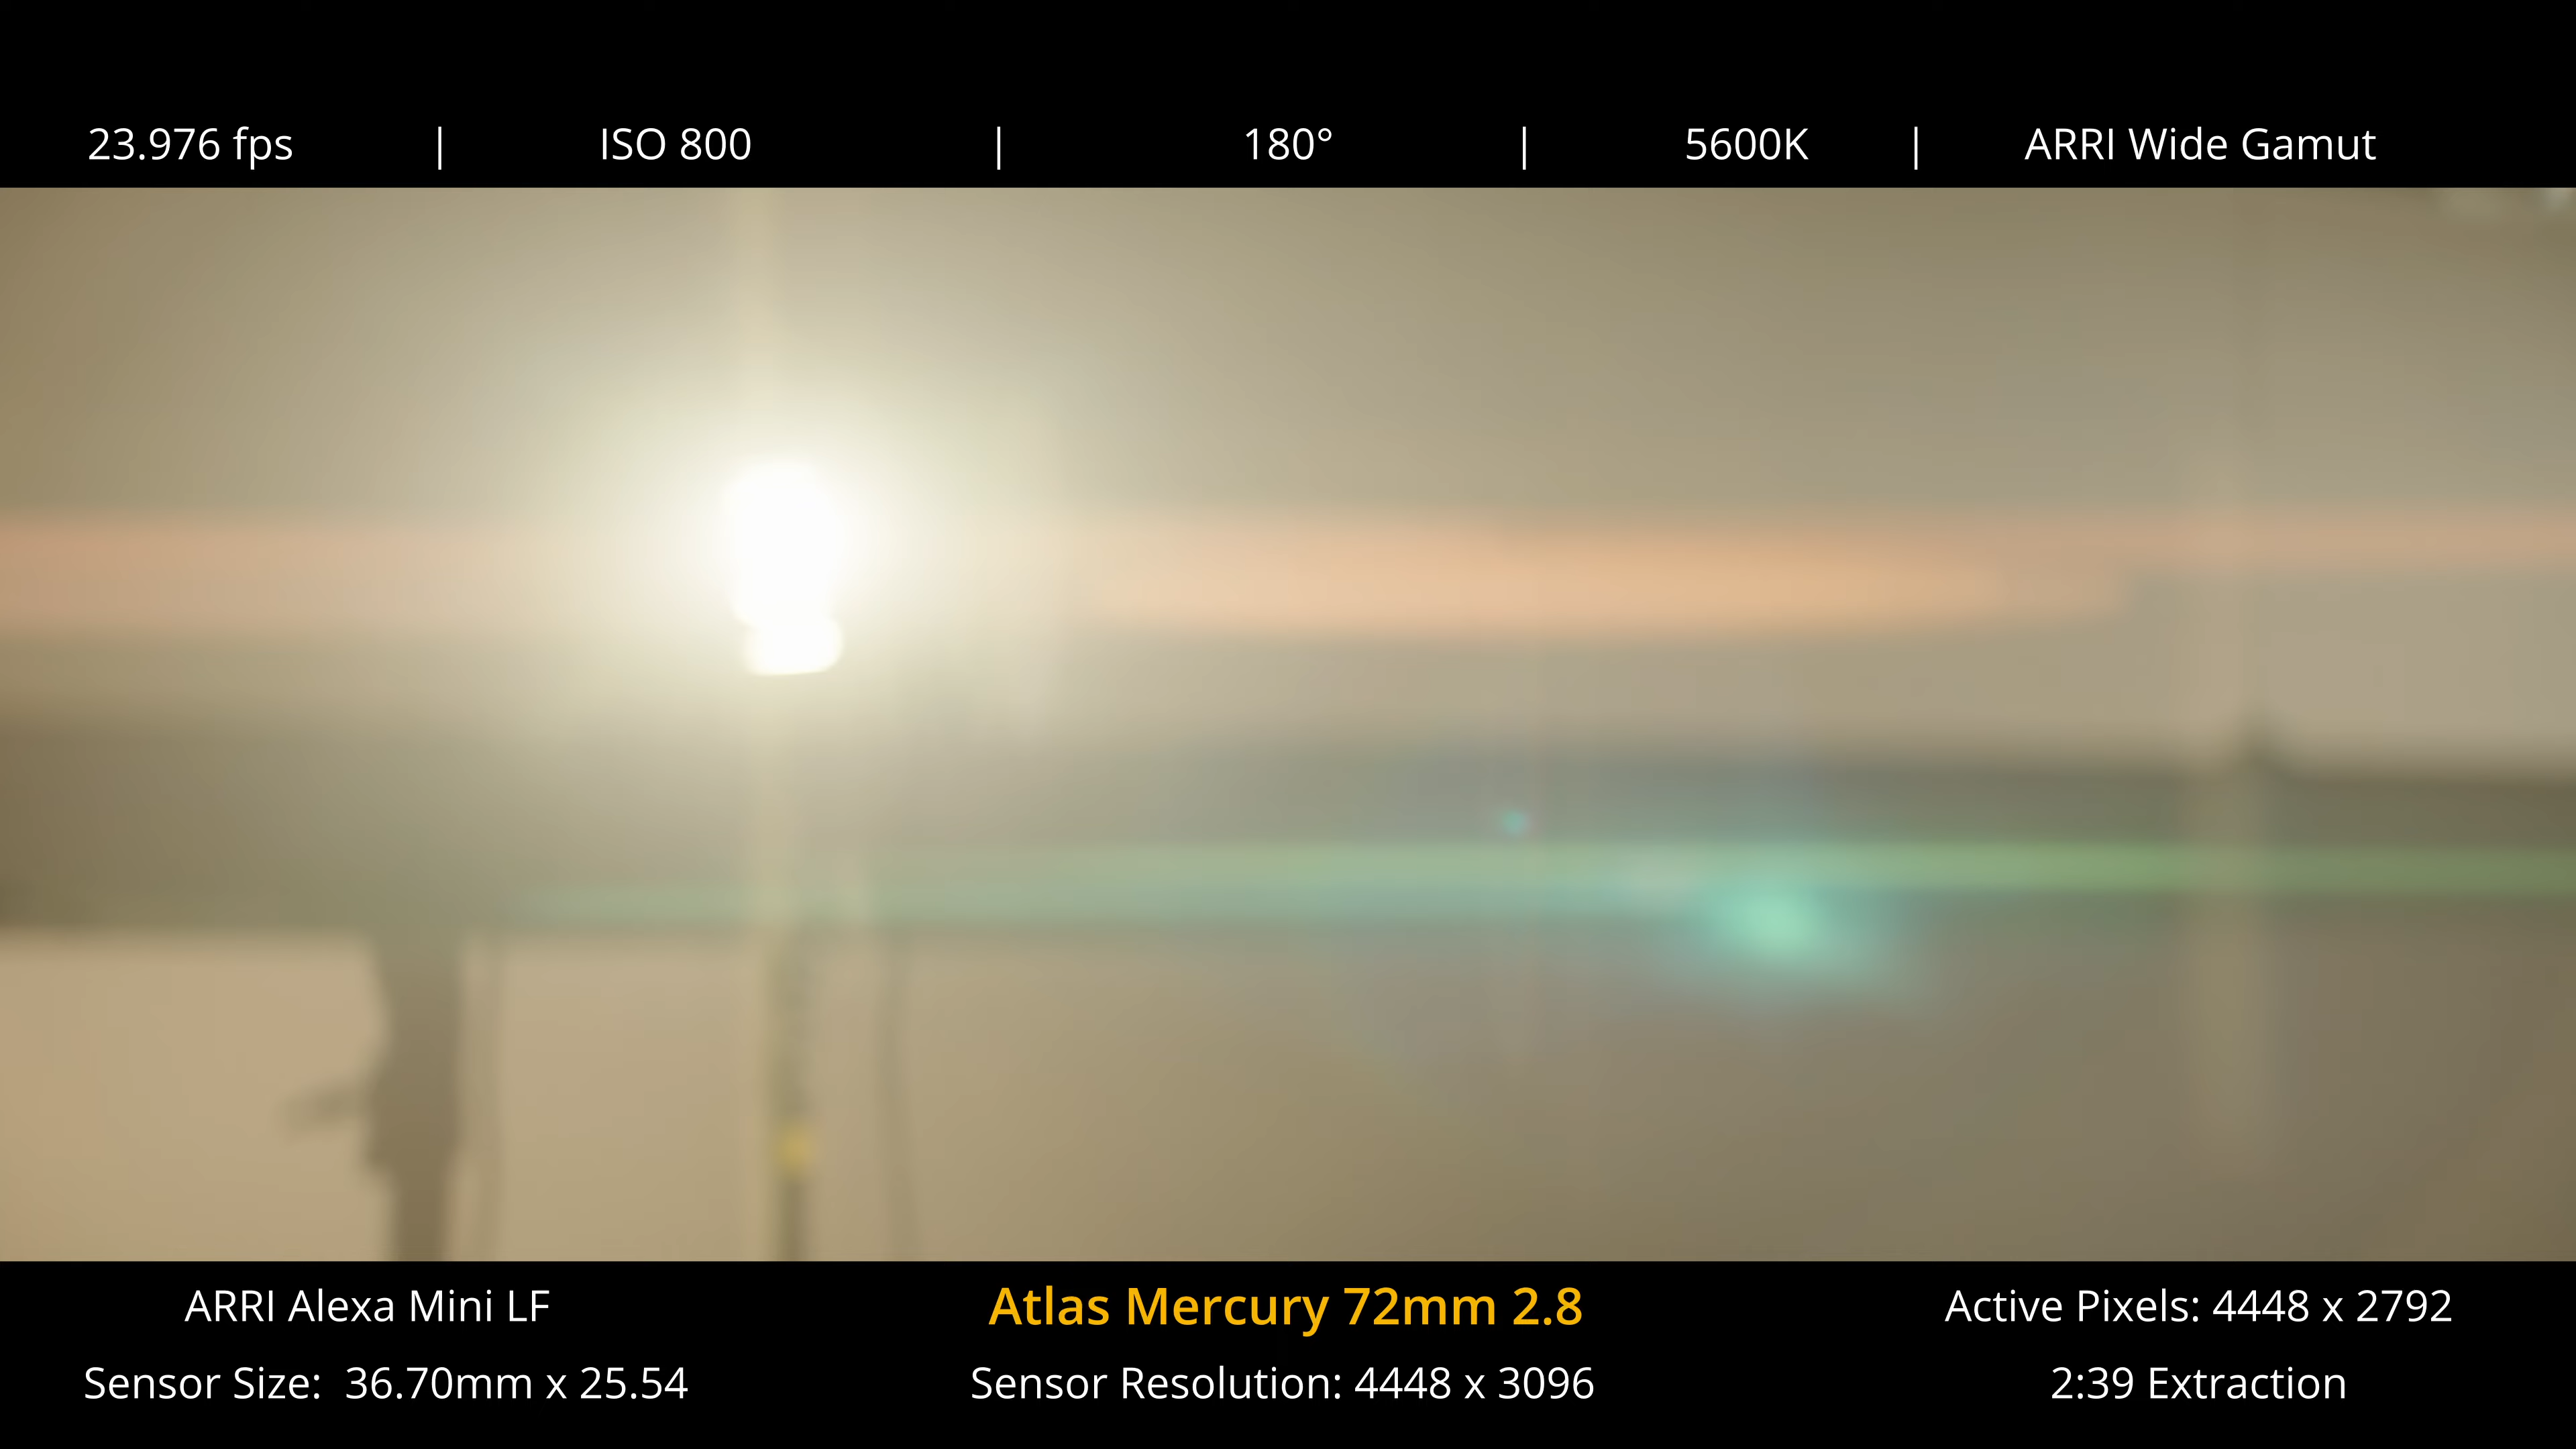 23.976 fps | ISO 800 | 180° | 5600K | ARRI Wide Gamut
ARRI Alexa Mini LF
Atlas Mercury 72mm 2.8
Active Pixels: 4448 x 2792
Sensor Size: 36.70mm x 25.54
Sensor Resolution: 4448 x 3096
2:39 Extraction